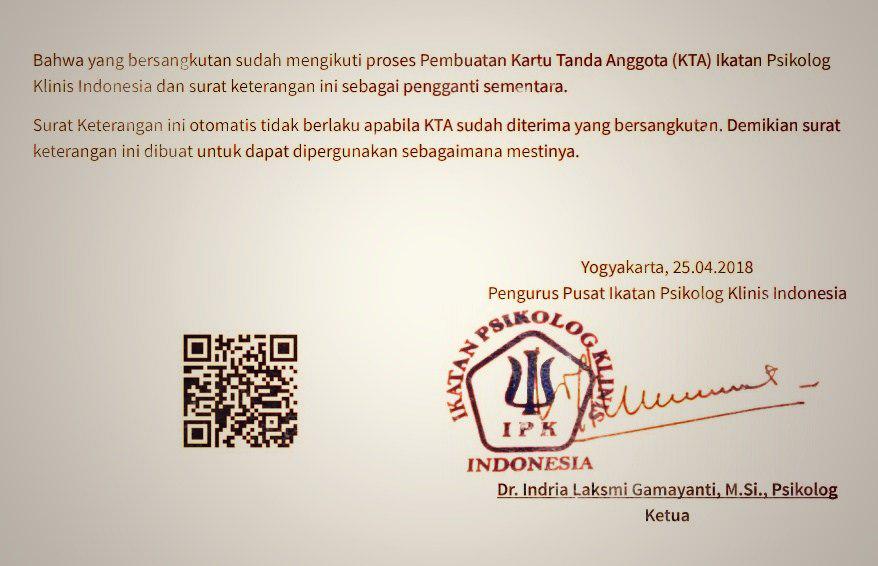 Bahwa yang bersangkutan sudah mengikuti proses Pembuatan Kartu Tanda Anggota (KTA) Ikatan Psikolog
Klinis Indonesia dan surat keterangan ini sebagai pengganti sementara.
Surat Keterangan ini otomatis tidak berlaku apabila KTA sudah diterima yang bersangkutan. Demikian surat
keterangan ini dibuat untuk dapat dipergunakan sebagaimana mestinya.
Yogyakarta, 25.04.2018
Pengurus Pusat Ikatan Psikolog Klinis Indonesia
IKATAN PSIKOLOG KLINIS
IPK
INDONESIA
Dr. Indria Laksmi Gamayanti, M.Si., Psikolog
Ketua